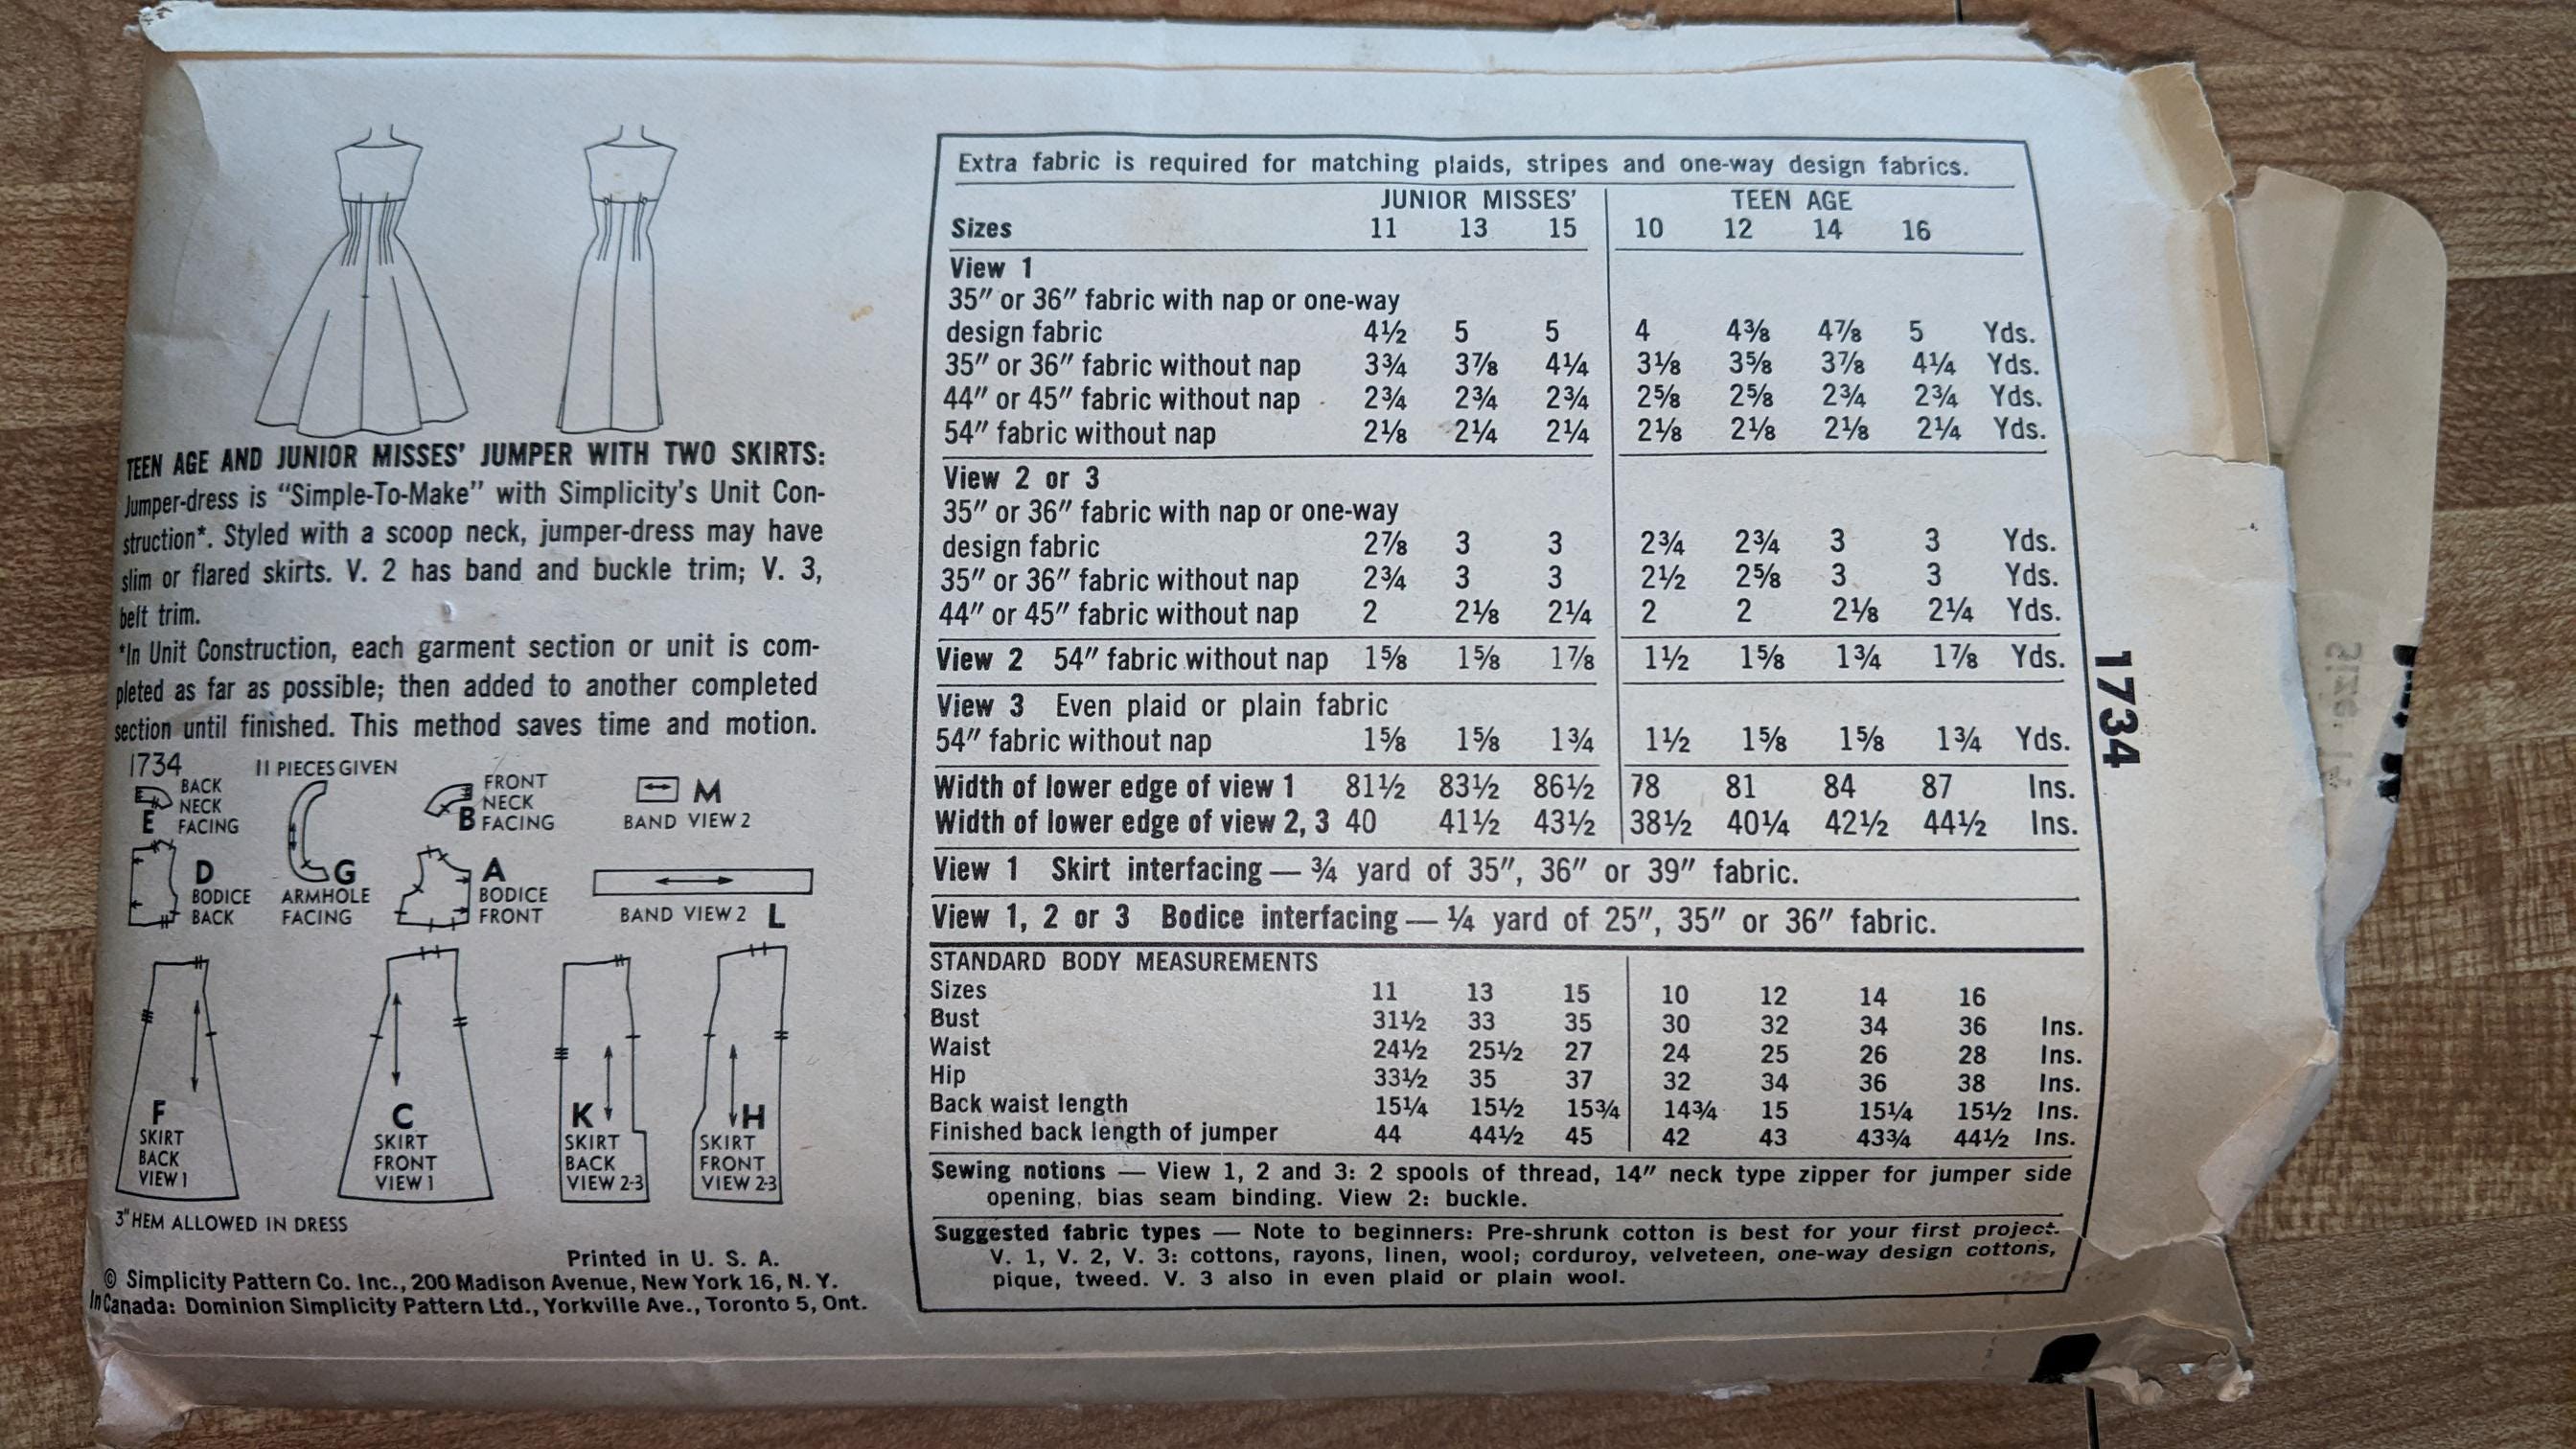 TEEN AGE AND JUNIOR MISSES' JUMPER WITH TWO SKIRTS:
Jumper-dress is “Simple-To-Make” with Simplicity's Unit Con-
struction*. Styled with a scoop neck, jumper-dress may have
slim or flared skirts. V. 2 has band and buckle trim; V. 3,
belt trim.
*In Unit Construction, each garment section or unit is com-
pleted as far as possible; then added to another completed
section until finished. This method saves time and motion.
1734 11 PIECES GIVEN
E BACK NECK FACING
G ARMHOLE FACING
B FRONT NECK FACING
M BAND VIEW 2
D BODICE BACK
A BODICE FRONT
BAND VIEW 2 L
F SKIRT BACK VIEW 1
C SKIRT FRONT VIEW 1
K SKIRT BACK VIEW 2-3
H SKIRT FRONT VIEW 2-3
3" HEM ALLOWED IN DRESS
Printed in U. S. A.
© Simplicity Pattern Co. Inc., 200 Madison Avenue, New York 16, N. Y.
In Canada: Dominion Simplicity Pattern Ltd., Yorkville Ave., Toronto 5, Ont.
Extra fabric is required for matching plaids, stripes and one-way design fabrics.
JUNIOR MISSES' TEEN AGE
Sizes 11 13 15 10 12 14 16
View 1
35" or 36" fabric with nap or one-way
design fabric 4½ 5 5 4 4⅜ 4⅞ 5 Yds.
35" or 36" fabric without nap 3¾ 3⅞ 4¼ 3⅛ 3⅝ 3⅞ 4¼ Yds.
44" or 45" fabric without nap 2¾ 2¾ 2¾ 2⅝ 2⅝ 2¾ 2¾ Yds.
54" fabric without nap 2⅛ 2¼ 2¼ 2⅛ 2⅛ 2⅛ 2¼ Yds.
View 2 or 3
35" or 36" fabric with nap or one-way
design fabric 2⅞ 3 3 2¾ 2¾ 3 3 Yds.
35" or 36" fabric without nap 2¾ 3 3 2½ 2⅝ 3 3 Yds.
44" or 45" fabric without nap 2 2⅛ 2¼ 2 2 2⅛ 2¼ Yds.
View 2 54" fabric without nap 1⅝ 1⅝ 1⅞ 1½ 1⅝ 1¾ 1⅞ Yds.
View 3 Even plaid or plain fabric
54" fabric without nap 1⅝ 1⅝ 1¾ 1½ 1⅝ 1⅝ 1¾ Yds.
Width of lower edge of view 1 81½ 83½ 86½ 78 81 84 87 Ins.
Width of lower edge of view 2, 3 40 41½ 43½ 38½ 40¼ 42½ 44½ Ins.
View 1 Skirt interfacing — ¾ yard of 35", 36" or 39" fabric.
View 1, 2 or 3 Bodice interfacing — ¼ yard of 25", 35" or 36" fabric.
STANDARD BODY MEASUREMENTS
Sizes 11 13 15 10 12 14 16
Bust 31½ 33 35 30 32 34 36 Ins.
Waist 24½ 25½ 27 24 25 26 28 Ins.
Hip 33½ 35 37 32 34 36 38 Ins.
Back waist length 15¼ 15½ 15¾ 14¾ 15 15¼ 15½ Ins.
Finished back length of jumper 44 44½ 45 42 43 43¾ 44½ Ins.
Sewing notions — View 1, 2 and 3: 2 spools of thread, 14" neck type zipper for jumper side
opening, bias seam binding. View 2: buckle.
Suggested fabric types — Note to beginners: Pre-shrunk cotton is best for your first project.
V. 1, V. 2, V. 3: cottons, rayons, linen, wool; corduroy, velveteen, one-way design cottons,
pique, tweed. V. 3 also in even plaid or plain wool.
1734